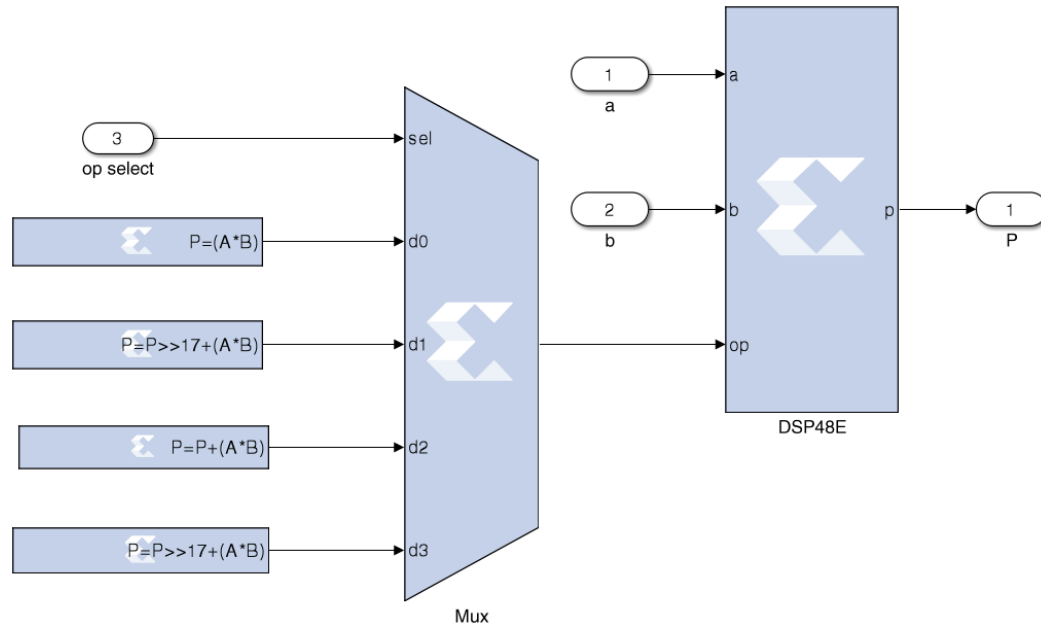 3
op select
sel
P=(A*B)
d0
P=P>>17+(A*B)
d1
P=P+(A*B)
d2
P=P>>17+(A*B)
d3
Mux
1
a
a
2
b
b
op
p
DSP48E
1
P